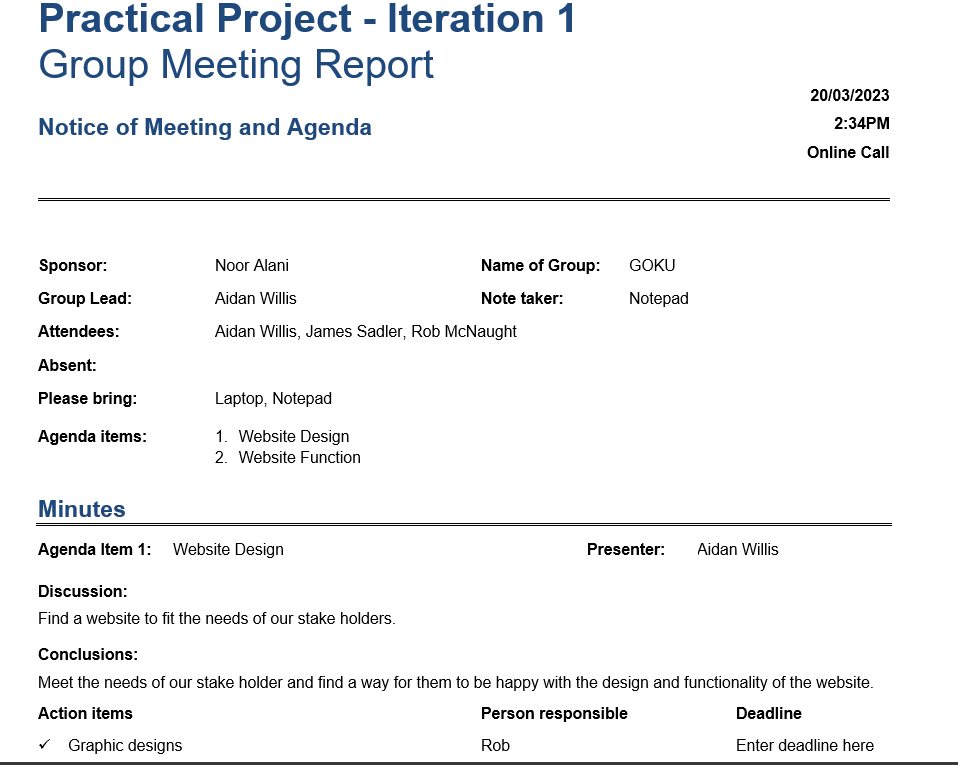 Practical Project - Iteration 1
Group Meeting Report
20/03/2023
Notice of Meeting and Agenda
2:34PM
Online Call
Sponsor: Noor Alani Name of Group: GOKU
Group Lead: Aidan Willis Note taker: Notepad
Attendees: Aidan Willis, James Sadler, Rob McNaught
Absent:
Please bring: Laptop, Notepad
Agenda items: 1. Website Design
2. Website Function
Minutes
Agenda Item 1: Website Design Presenter: Aidan Willis
Discussion:
Find a website to fit the needs of our stake holders.
Conclusions:
Meet the needs of our stake holder and find a way for them to be happy with the design and functionality of the website.
Action items Person responsible Deadline
✓ Graphic designs Rob Enter deadline here